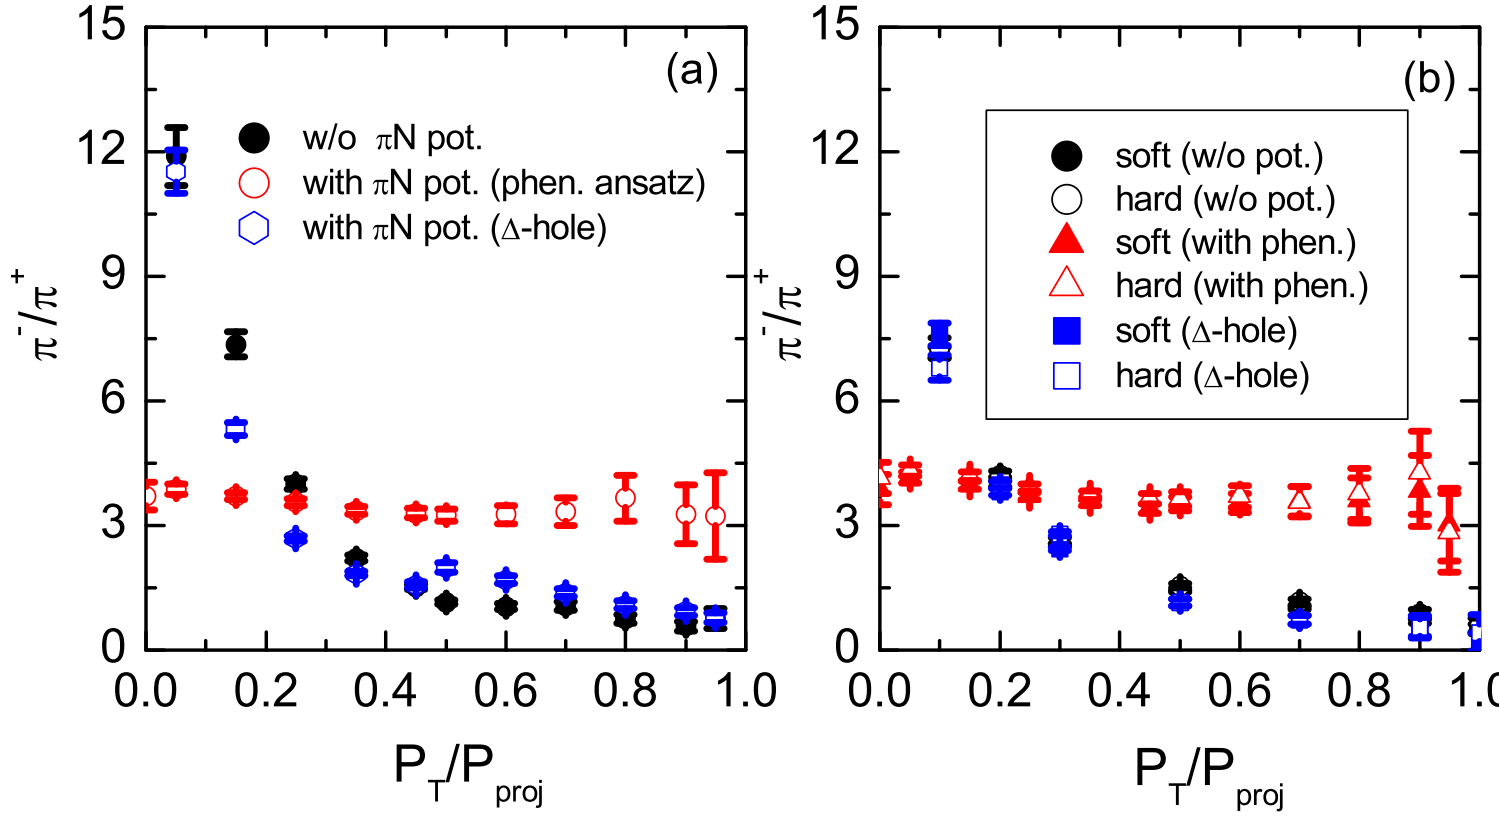 15
12
9
6
3
0
π⁻/π⁺
(a)
w/o πN pot.
with πN pot. (phen. ansatz)
with πN pot. (Δ-hole)
0.0 0.2 0.4 0.6 0.8 1.0
P_T/P_proj
15
12
9
6
3
0
π⁻/π⁺
(b)
soft (w/o pot.)
hard (w/o pot.)
soft (with phen.)
hard (with phen.)
soft (Δ-hole)
hard (Δ-hole)
0.0 0.2 0.4 0.6 0.8 1.0
P_T/P_proj